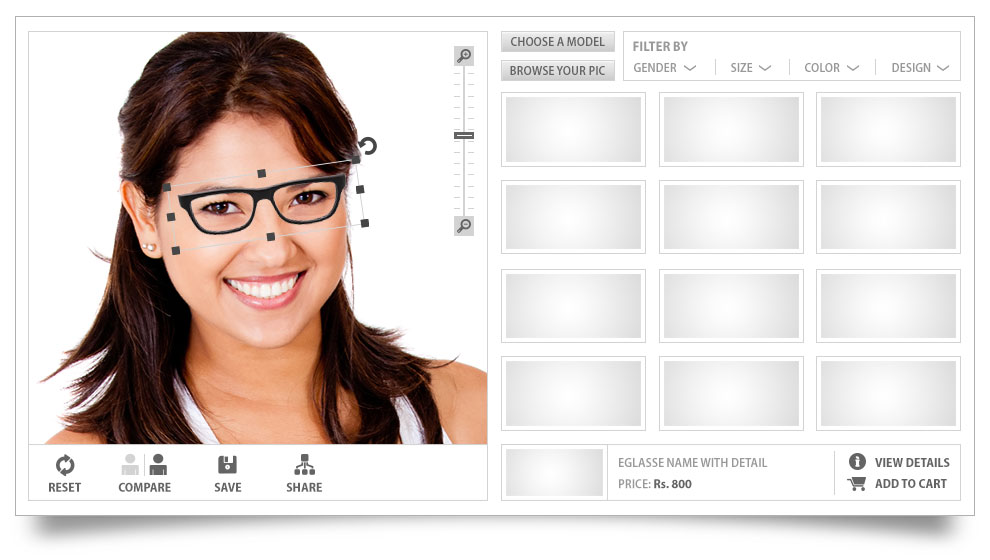 CHOOSE A MODEL
BROWSE YOUR PIC
FILTER BY
GENDER SIZE COLOR DESIGN
RESET COMPARE SAVE SHARE
EGLASSE NAME WITH DETAIL
PRICE: Rs. 800
VIEW DETAILS
ADD TO CART